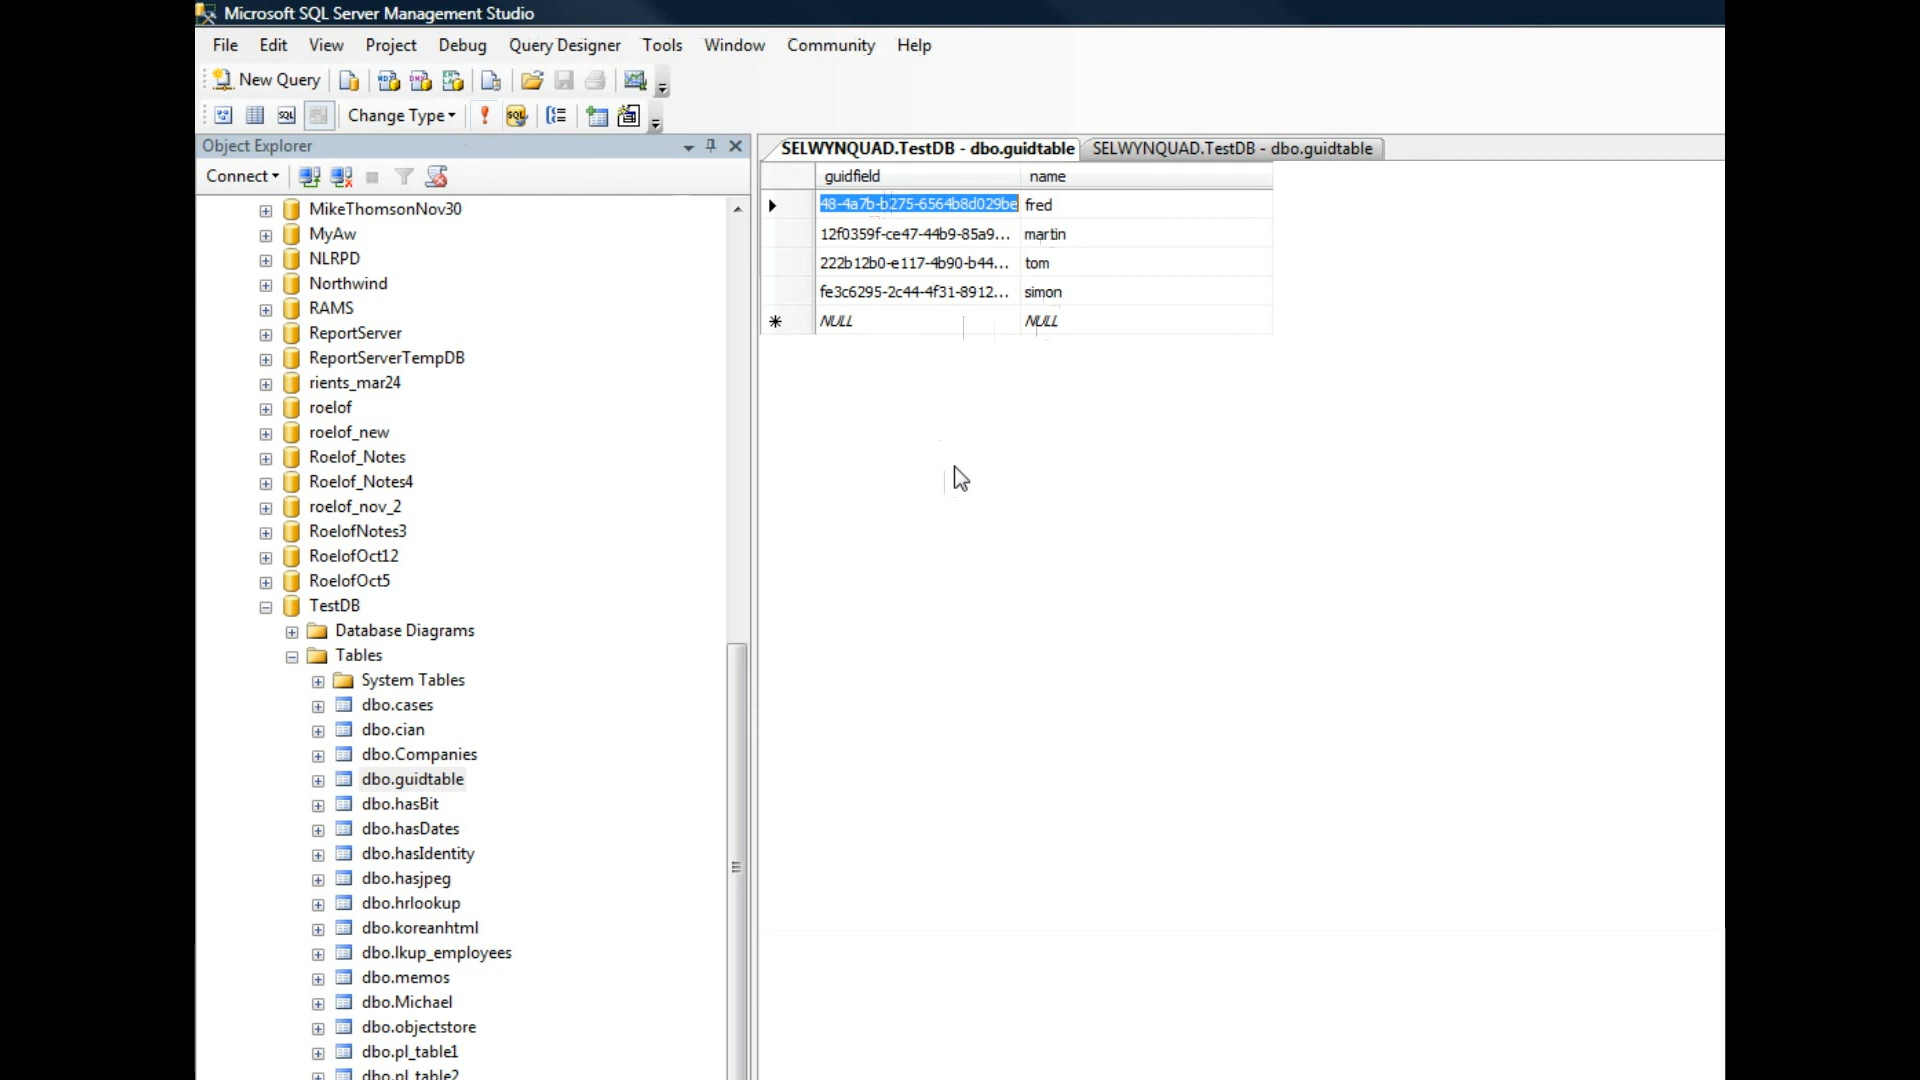 Microsoft SQL Server Management Studio
File Edit View Project Debug Query Designer Tools Window Community Help
New Query
Change Type
Object Explorer
Connect
MikeThomsonNov30
MyAw
NLRPD
Northwind
RAMS
ReportServer
ReportServerTempDB
rients_mar24
roelof
roelof_new
Roelof_Notes
Roelof_Notes4
roelof_nov_2
RoelofNotes3
RoelofOct12
RoelofOct5
TestDB
Database Diagrams
Tables
System Tables
dbo.cases
dbo.cian
dbo.Companies
dbo.guidtable
dbo.hasBit
dbo.hasDates
dbo.hasIdentity
dbo.hasjpeg
dbo.hrlookup
dbo.koreanhtml
dbo.lkup_employees
dbo.memos
dbo.Michael
dbo.objectstore
dbo.pl_table1
dbo.pl_table2
SELWYNQUAD.TestDB - dbo.guidtable SELWYNQUAD.TestDB - dbo.guidtable
guidfield name
48-4a7b-b275-6564b8d029be fred
12f0359f-ce47-44b9-85a9... martin
222b12b0-e117-4b90-b44... tom
fe3c6295-2c44-4f31-8912... simon
NULL NULL